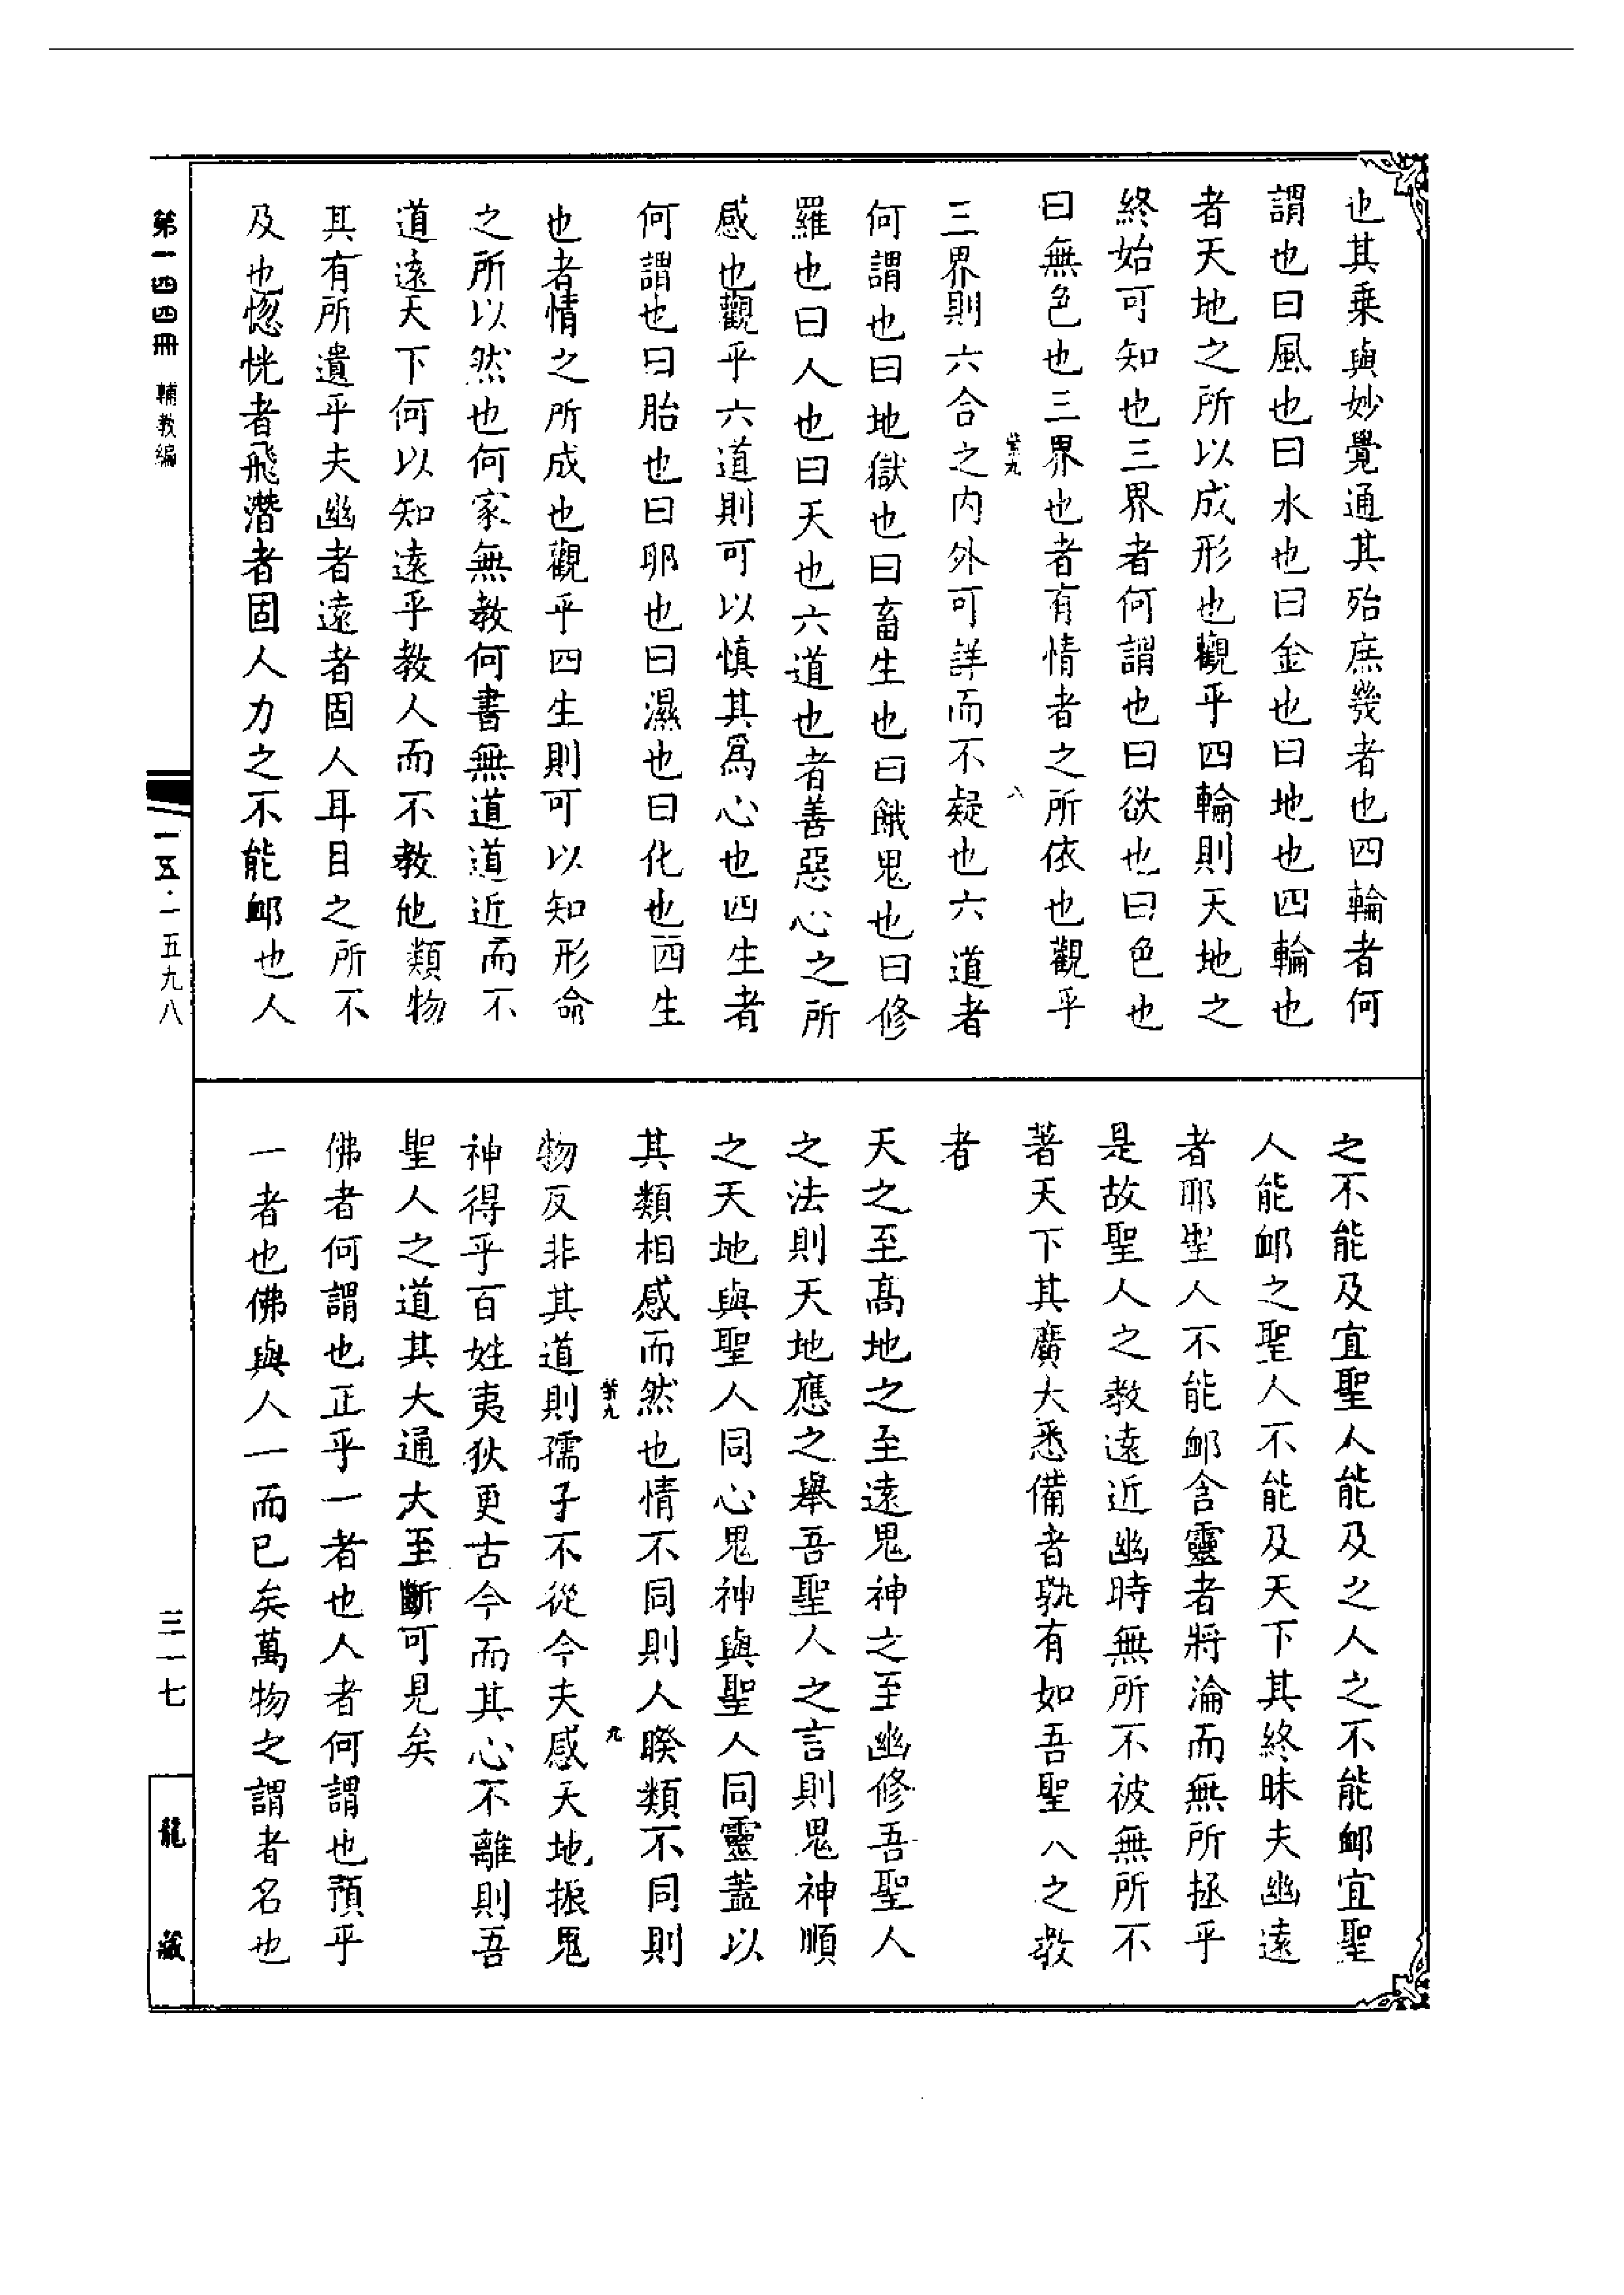 也其乗與妙覺通其殆庶幾者也四輪者何
謂也曰風也曰水也曰金也曰地也四輪也
者天地之所以成形也觀乎四輪則天地之
終始可知也三界者何謂也曰欲也曰色也
曰無色也三界也者有情者之所依也觀乎
紫九
八
三界則六合之内外可詳而不疑也六道者
何謂也曰地獄也曰畜生也曰餓鬼也曰修
羅也曰人也曰天也六道也者善惡心之所
感也觀乎六道則可以慎其爲心也四生者
何謂也曰胎也曰卵也曰濕也曰化也四生
也者情之所成也觀乎四生則可以知形命
之所以然也何家無教何書無道道近而不
道遠天下何以知遠乎教人而不教他類物
其有所遺乎夫幽者遠者固人耳目之所不
及也惚恍者飛潛者固人力之不能卹也人
之不能及宜聖人能及之人之不能卹宜聖
人能卹之聖人不能及天下其終昧夫幽遠
者耶聖人不能卹含靈者將淪而無所拯乎
是故聖人之教遠近幽時無所不被無所不
著天下其廣大悉備者孰有如吾聖人之教
者
天之至高地之至遠鬼神之至幽修吾聖人
之法則天地應之舉吾聖人之言則鬼神順
之天地與聖人同心鬼神與聖人同靈蓋以
其類相感而然也情不同則人睽類不同則
紫九
九
物反非其道則孺子不從今夫感天地振鬼
神得乎百姓夷狄更古今而其心不離則吾
聖人之道其大通大至斷可見矣
佛者何謂也正乎一者也人者何謂也預乎
一者也佛與人一而已矣萬物之謂者名也
第一四四冊 輔教編
一五·一五九八
三一七
龍藏